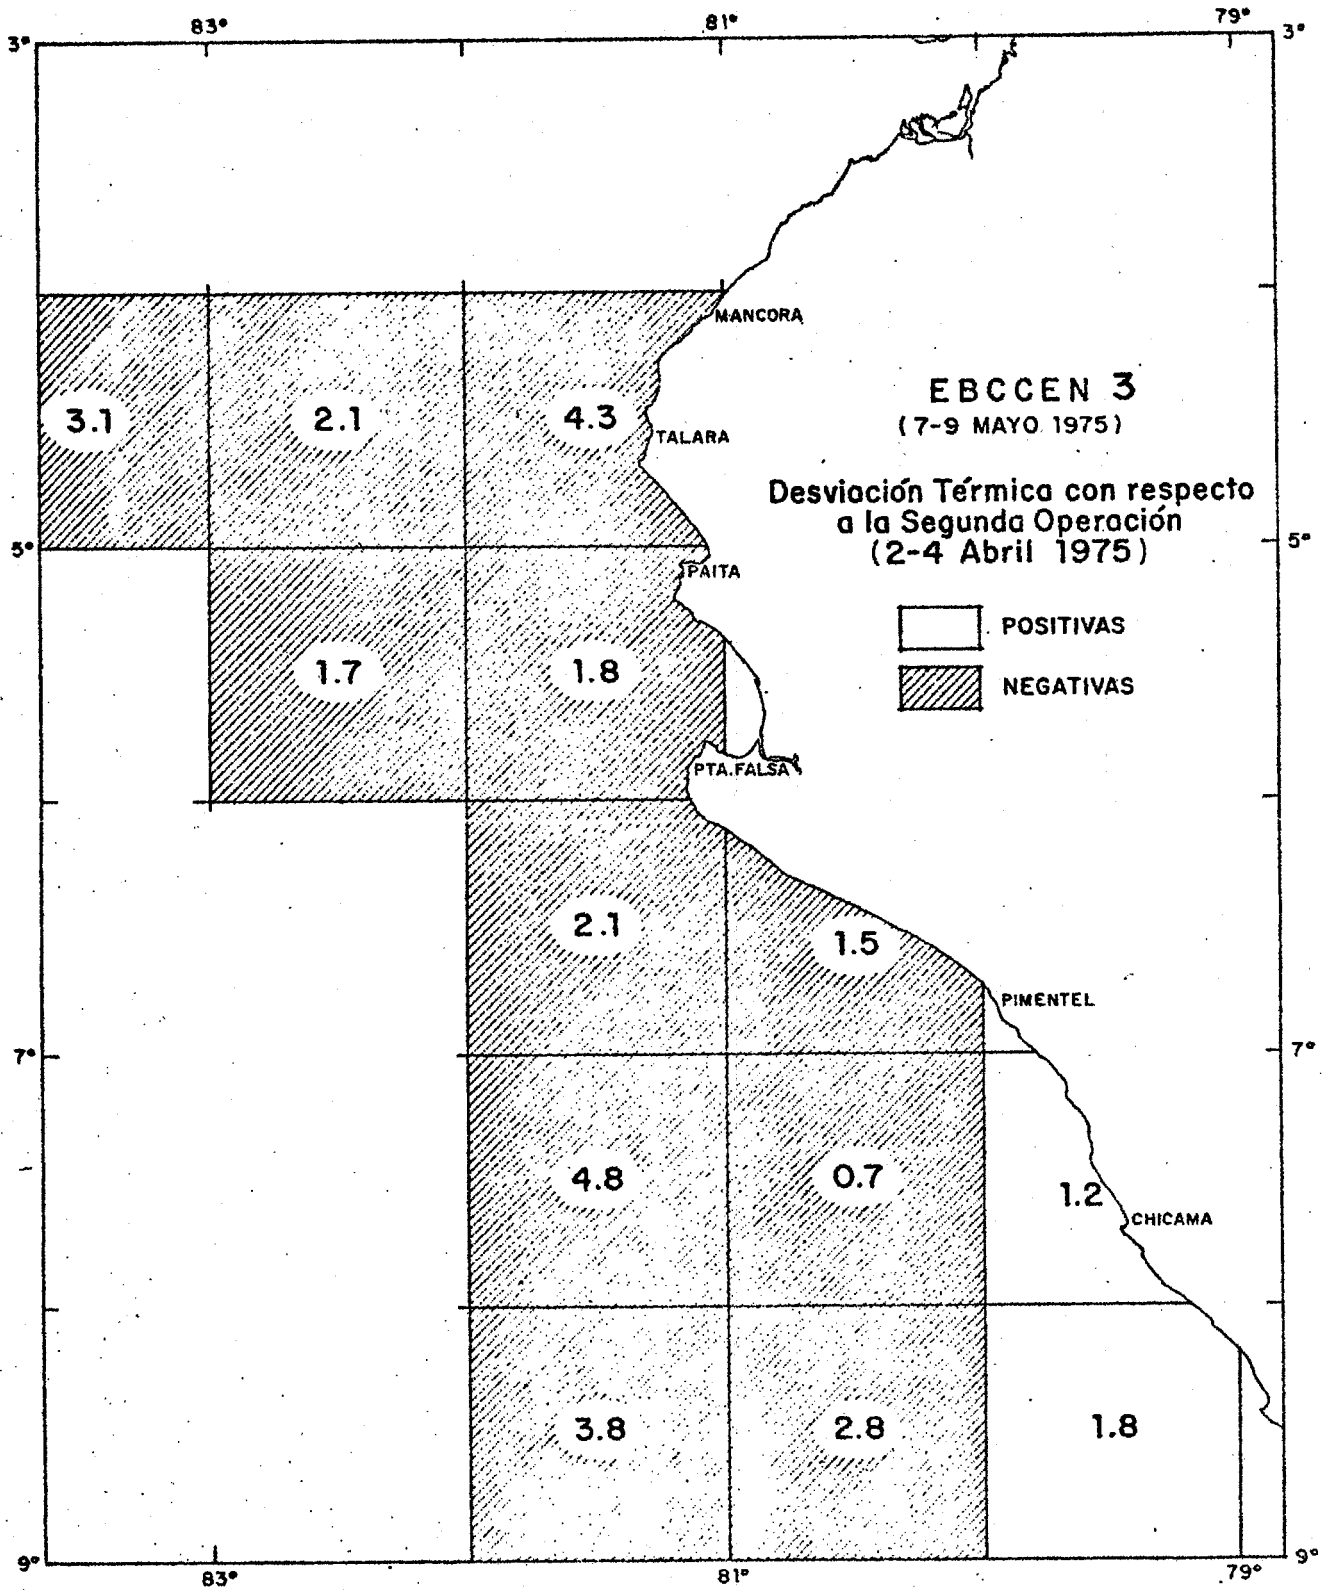 83° 81° 79°
3° 3°
MANCORA
EBCCEN 3
(7-9 MAYO 1975)
3.1 2.1 4.3
TALARA
Desviación Térmica con respecto
a la Segunda Operación
(2-4 Abril 1975)
5° 5°
PAITA
POSITIVAS
1.7 1.8
NEGATIVAS
PTA.FALSA
2.1 1.5
PIMENTEL
7° 7°
4.8 0.7 1.2
CHICAMA
3.8 2.8 1.8
9° 9°
83° 81° 79°